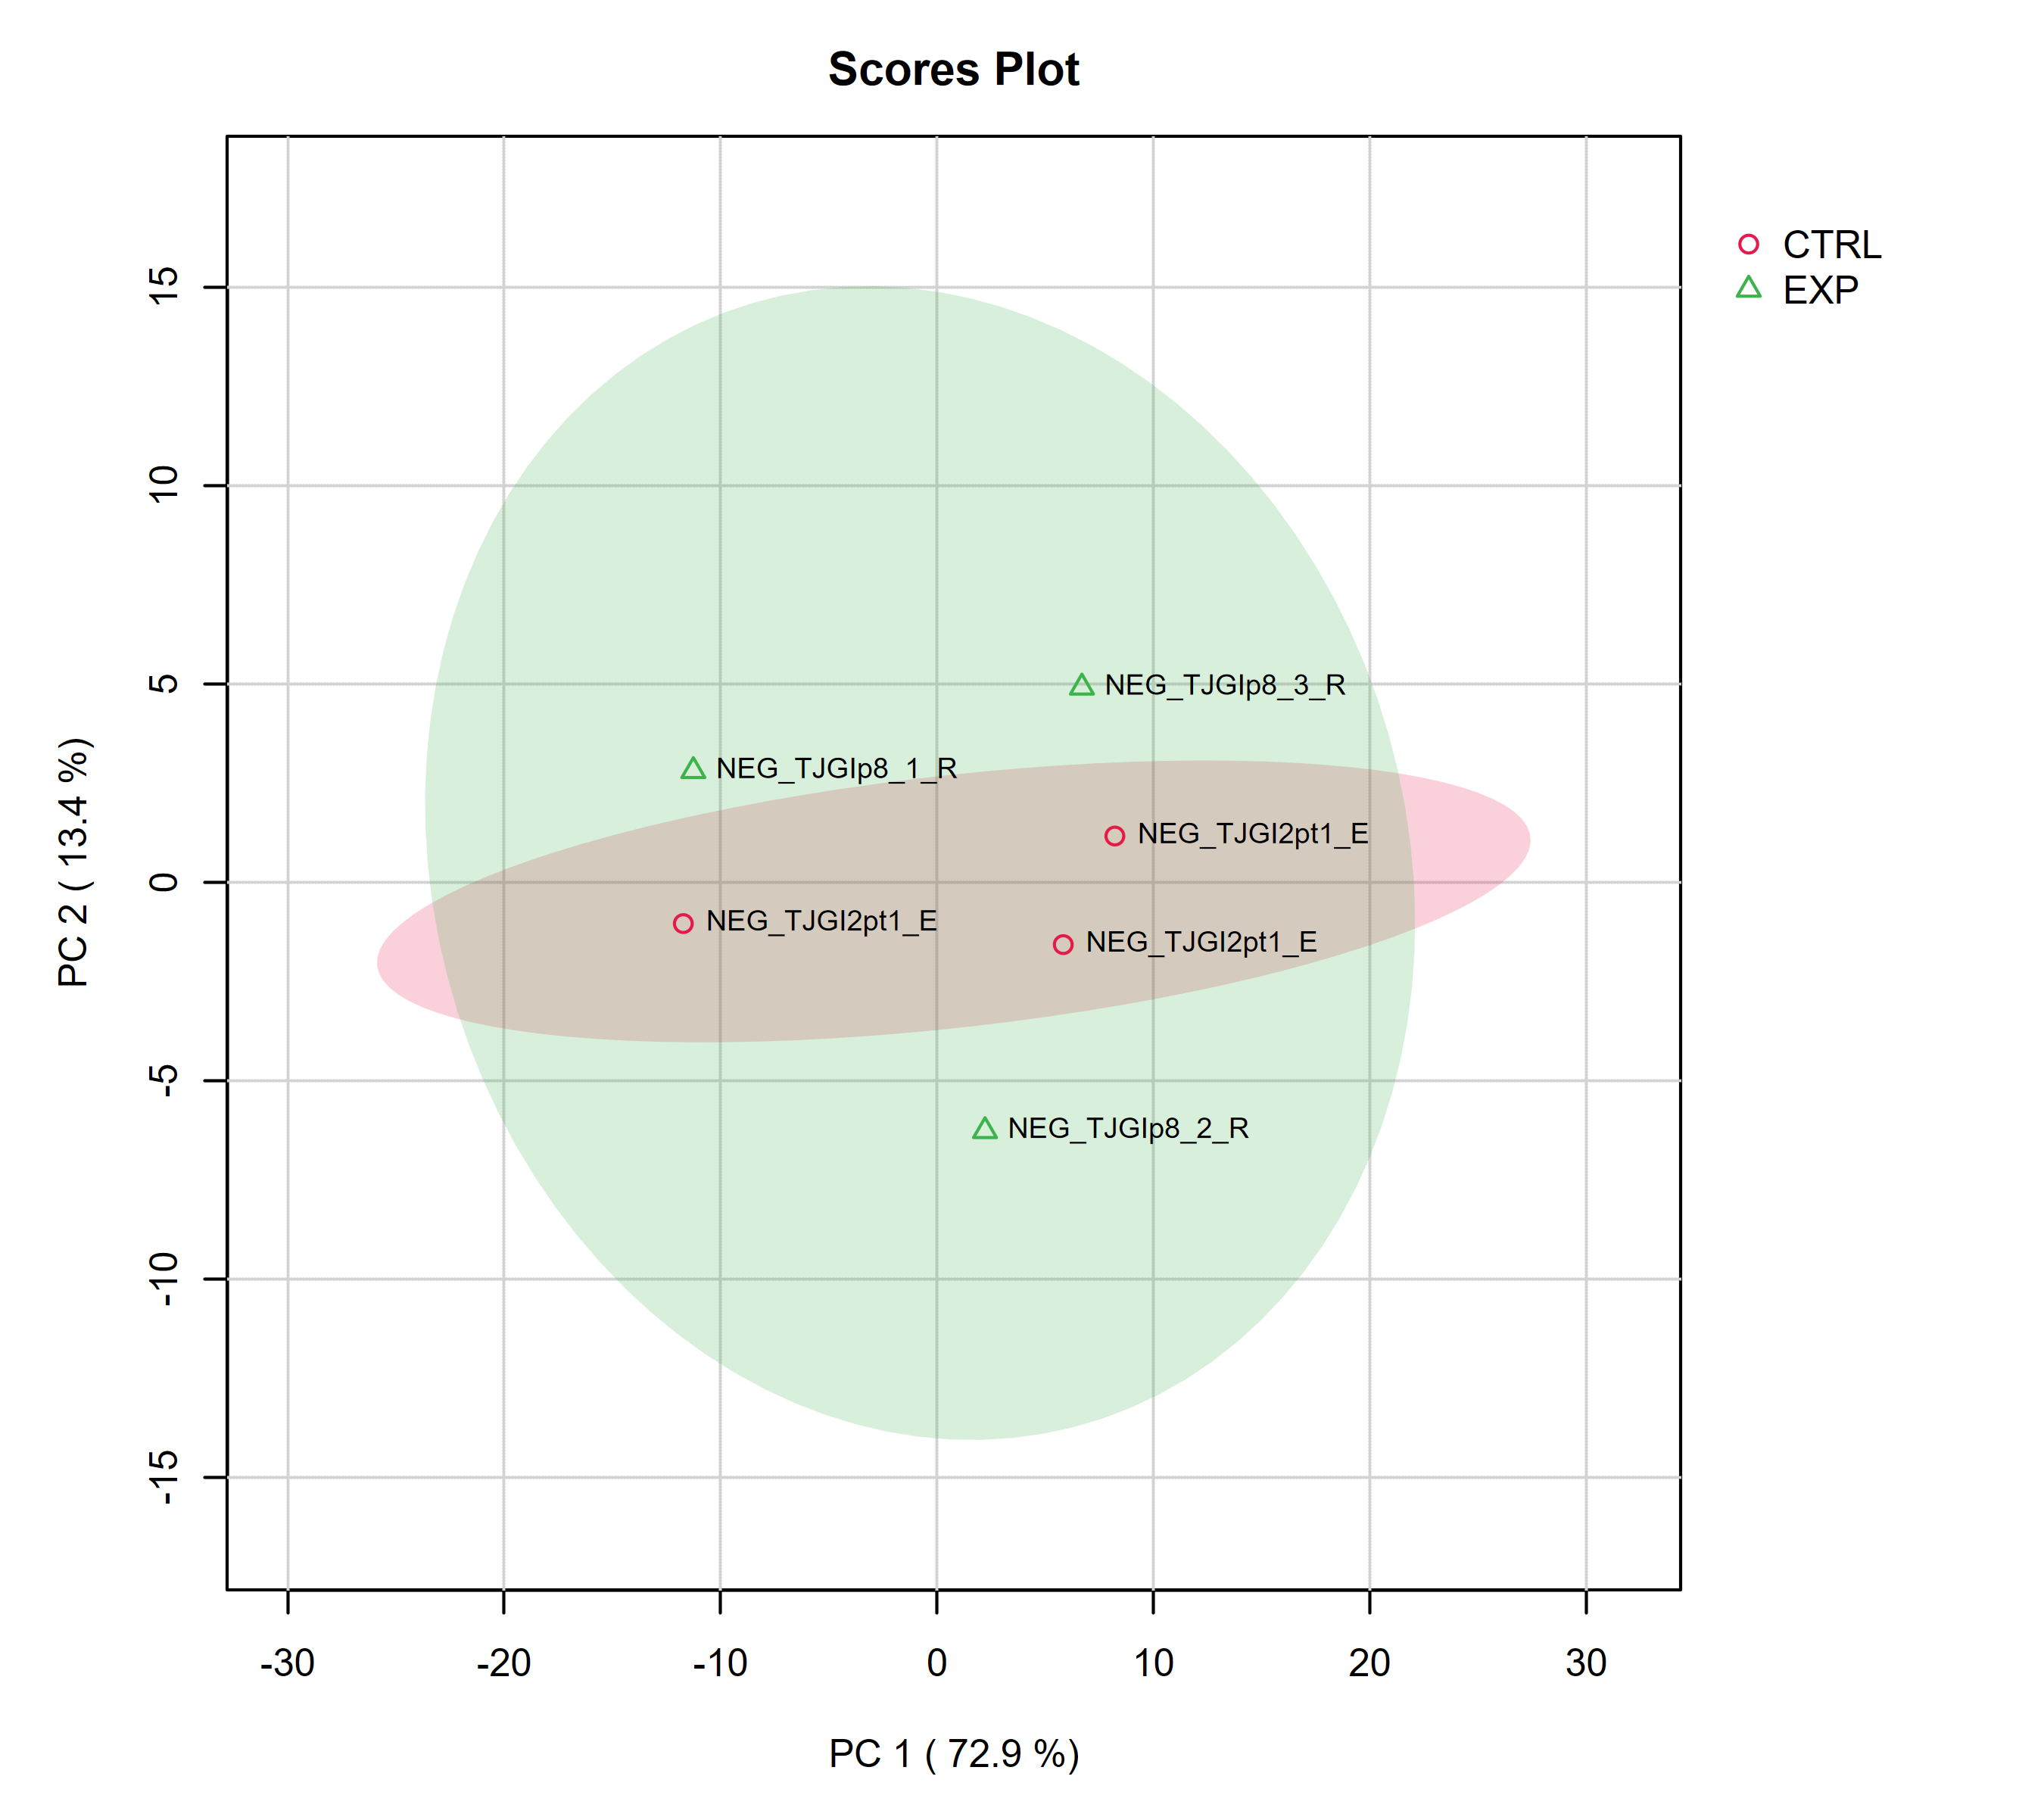 Scores Plot
CTRL
EXP
15
10
5
0
-5
-10
-15
PC 2 ( 13.4 %)
NEG_TJGIp8_3_R
NEG_TJGIp8_1_R
NEG_TJGI2pt1_E
NEG_TJGI2pt1_E
NEG_TJGI2pt1_E
NEG_TJGIp8_2_R
-30 -20 -10 0 10 20 30
PC 1 ( 72.9 %)